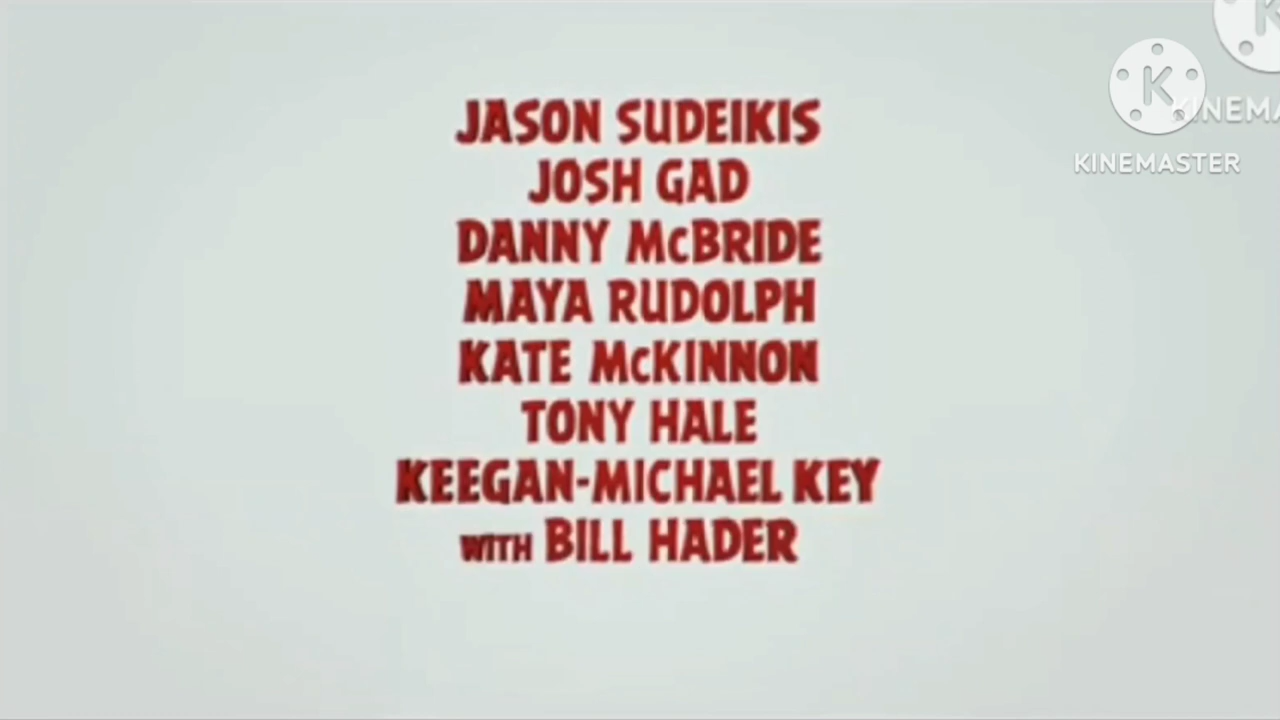 JASON SUDEIKIS
JOSH GAD
DANNY McBRIDE
MAYA RUDOLPH
KATE McKINNON
TONY HALE
KEEGAN-MICHAEL KEY
WITH BILL HADER
K
KINEMASTER
K
KINEMA